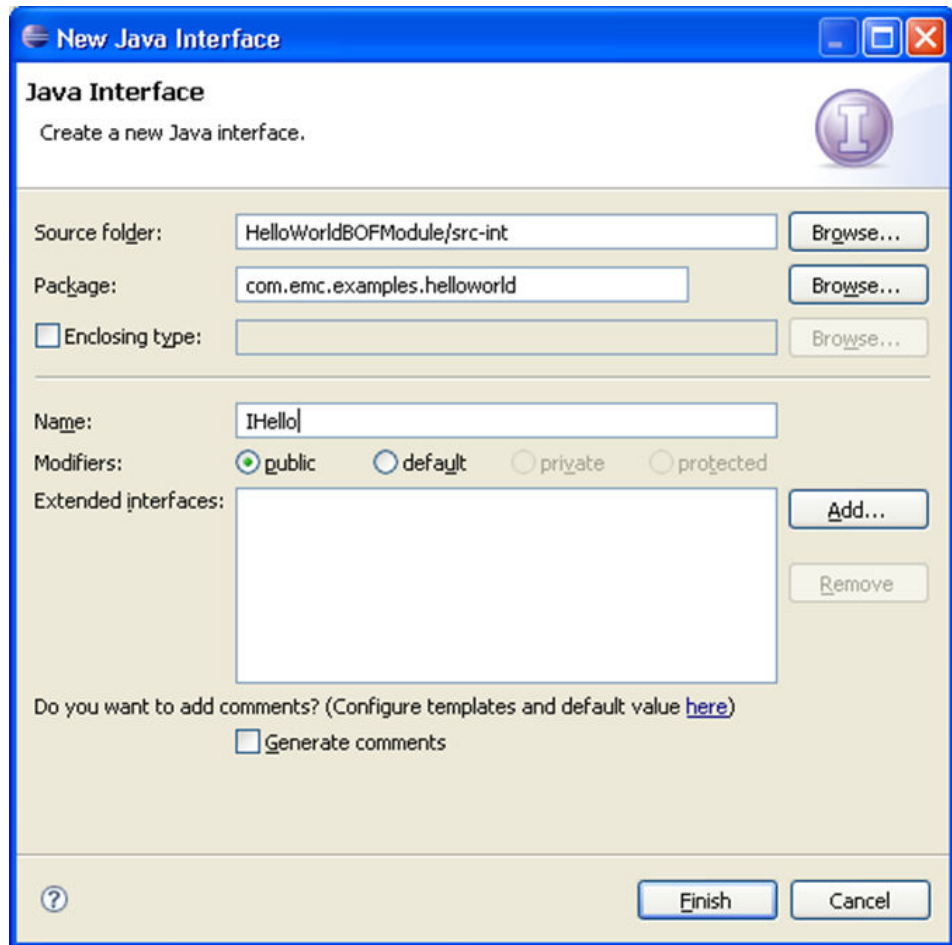 New Java Interface
Java Interface
Create a new Java interface.
Source folder: HelloWorldBOFModule/src-int Browse...
Package: com.emc.examples.helloworld Browse...
Enclosing type: Browse...
Name: IHello
Modifiers: public default private protected
Extended interfaces: Add...
Remove
Do you want to add comments? (Configure templates and default value here)
Generate comments
? Finish Cancel